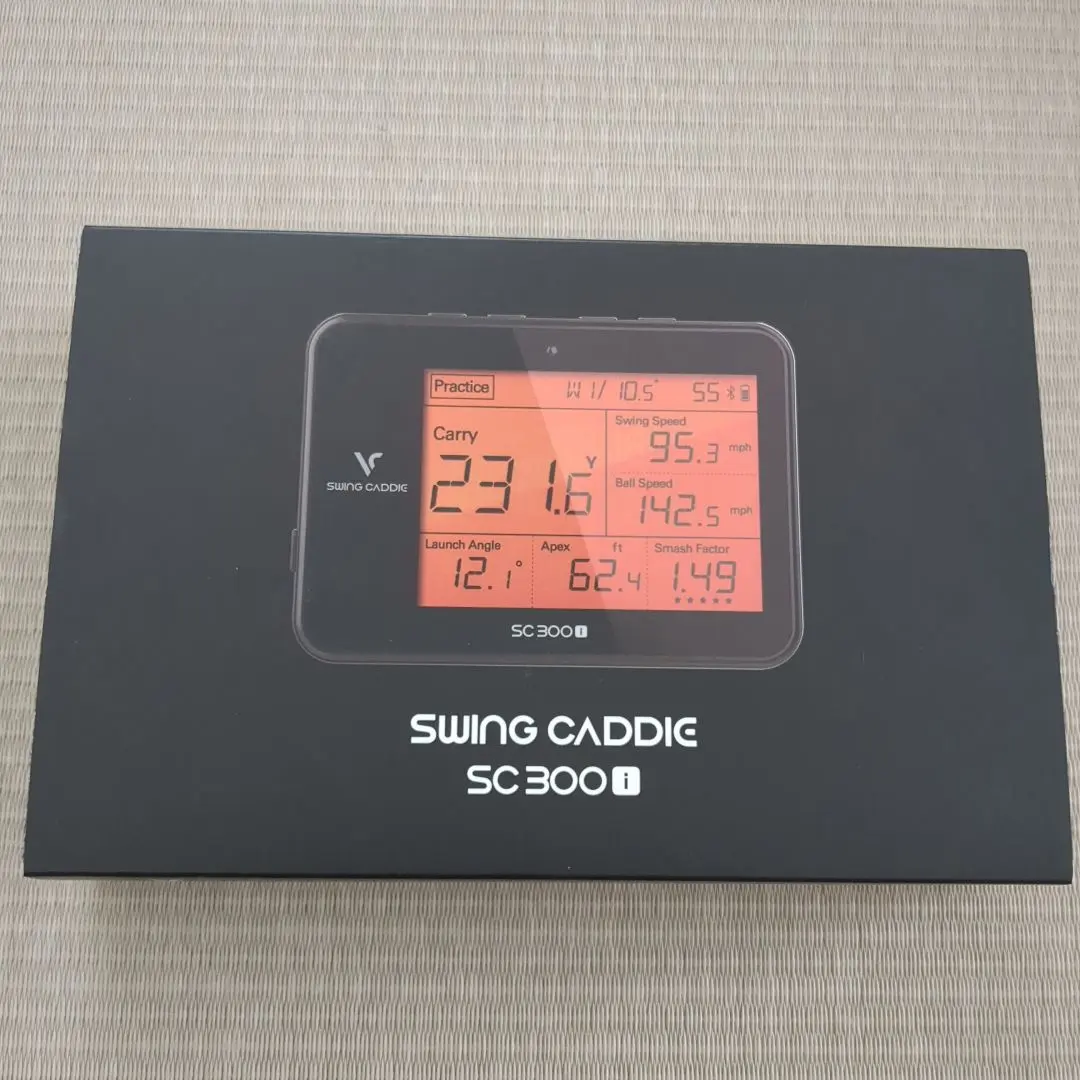 Practice W1/10.5° 55
Carry
231.6 Y
Swing Speed
95.3 mph
Ball Speed
142.5 mph
Launch Angle
12.1°
Apex ft
62.4
Smash Factor
1.49
★★★★★
SWING CADDIE
SC300i
SWING CADDIE
SC300i